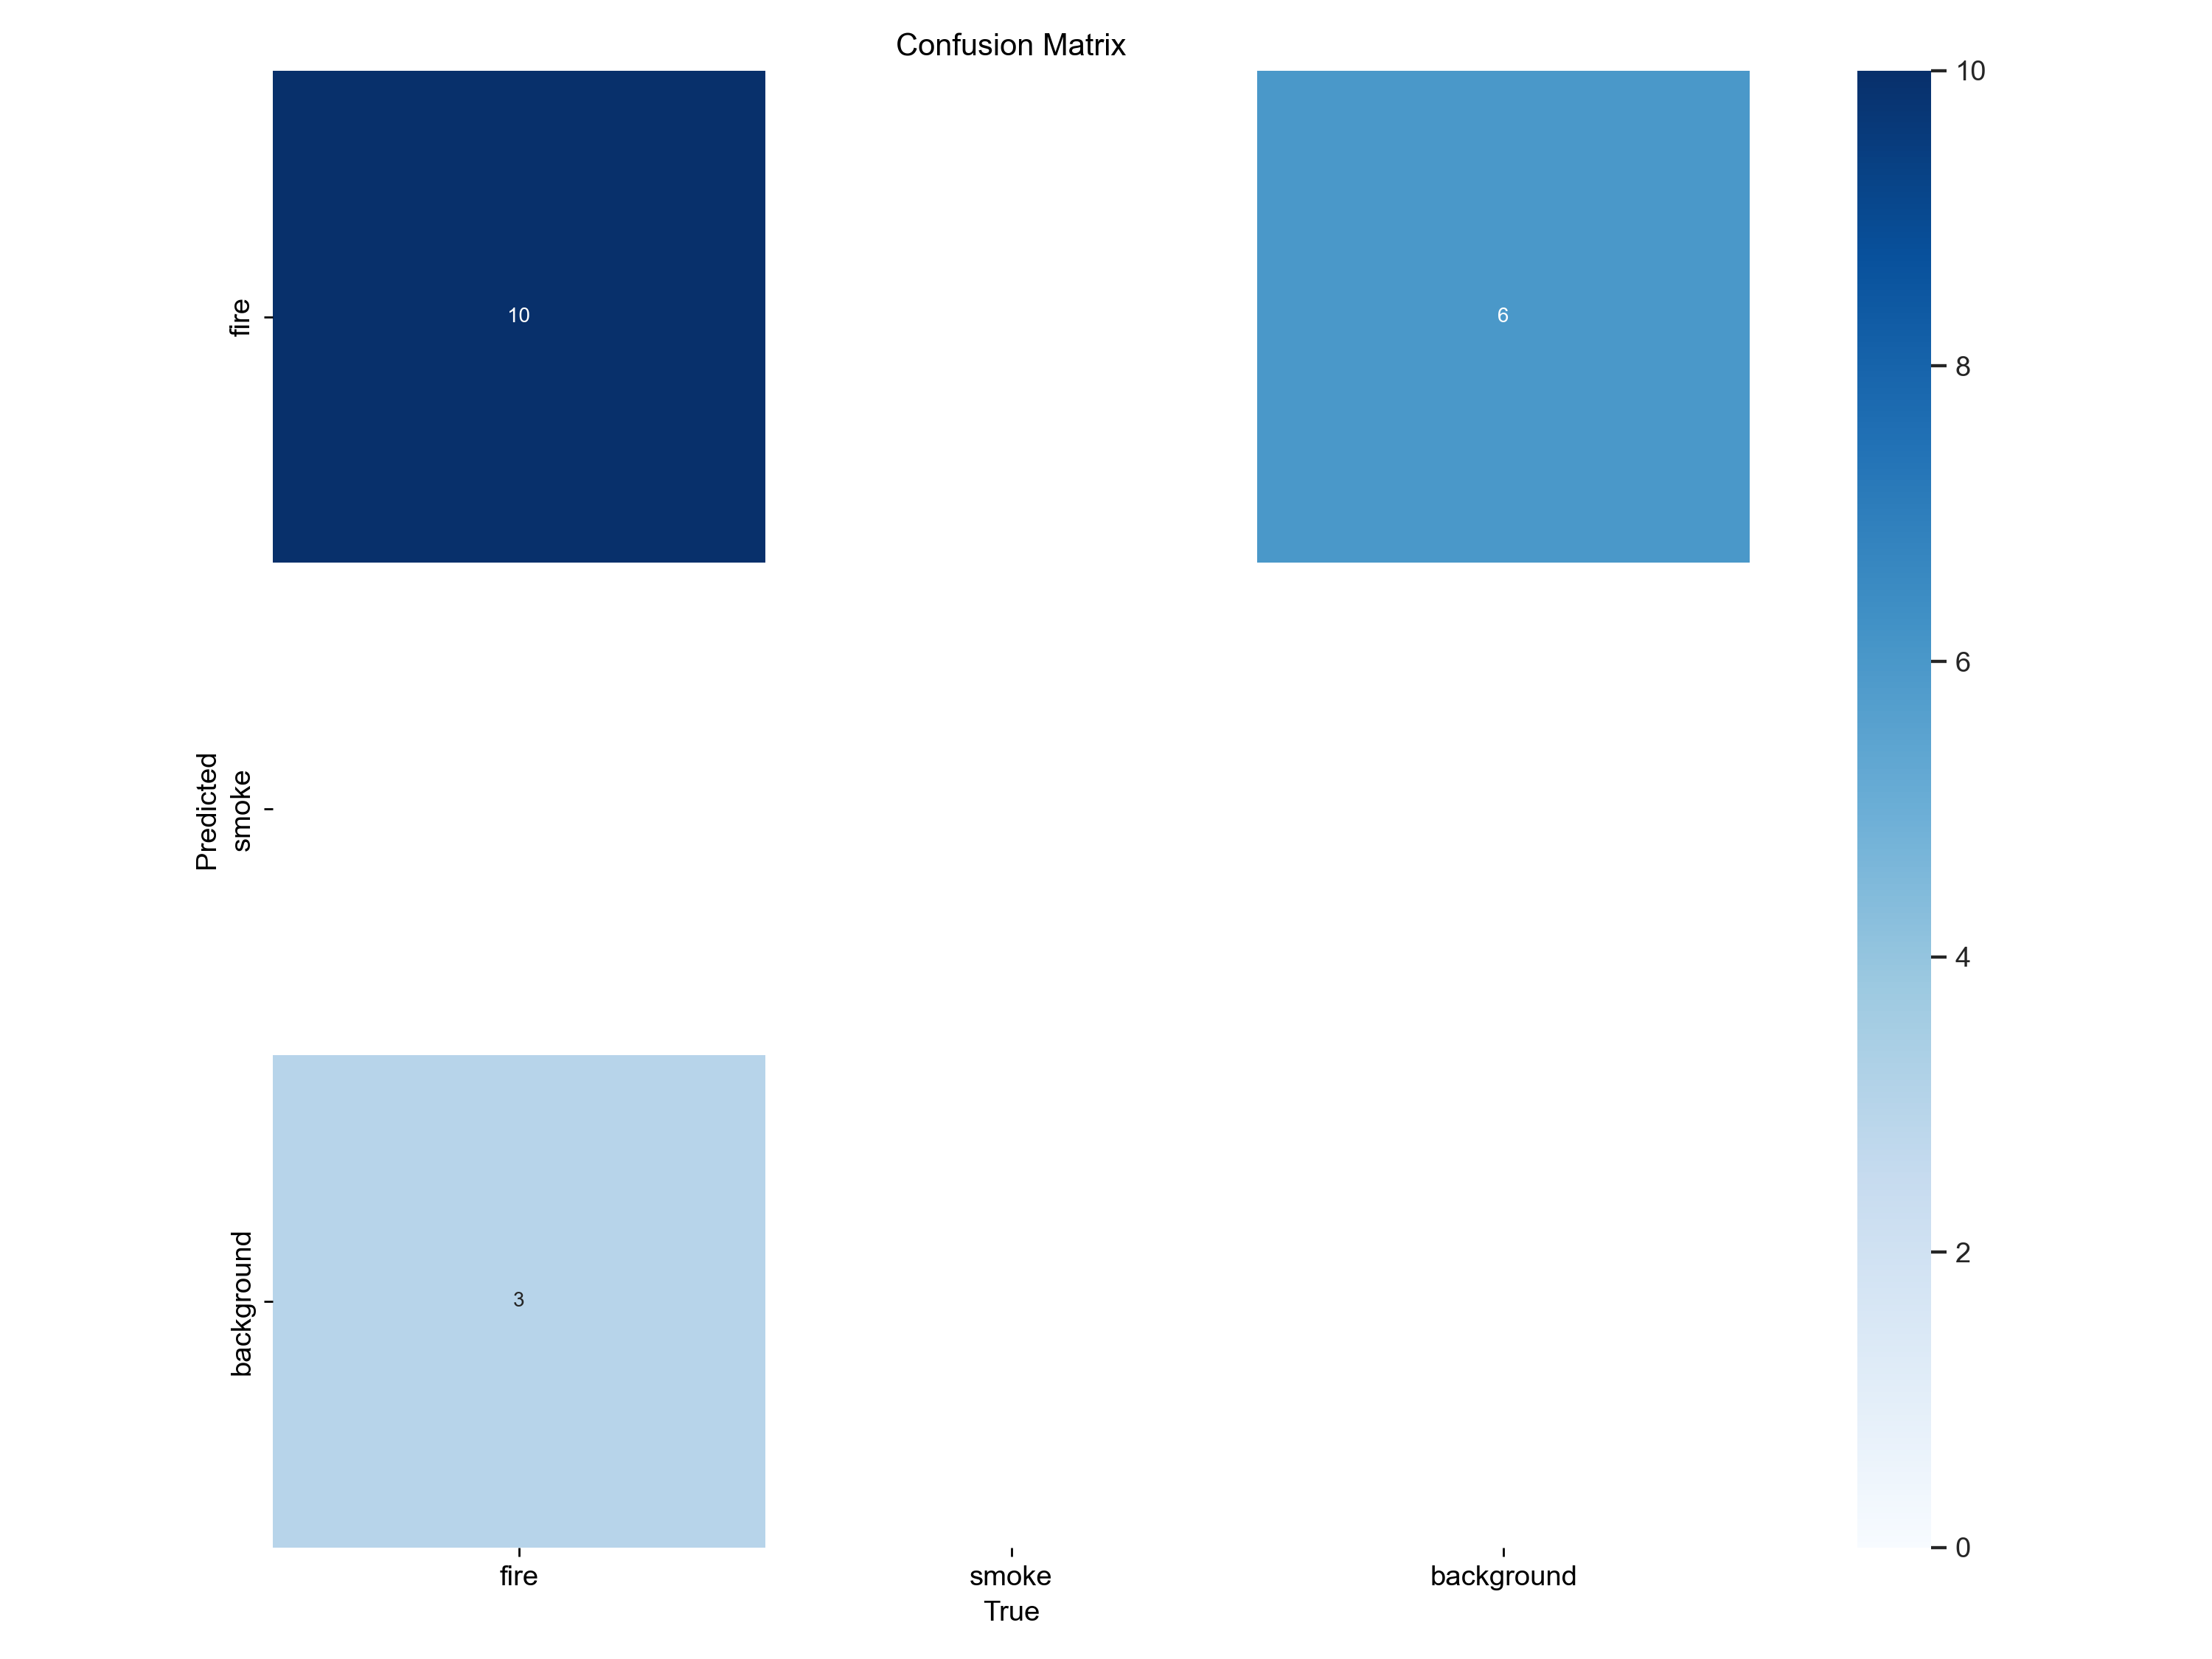 Confusion Matrix
10
6
3
fire
smoke
background
Predicted
fire
smoke
background
True
10
8
6
4
2
0